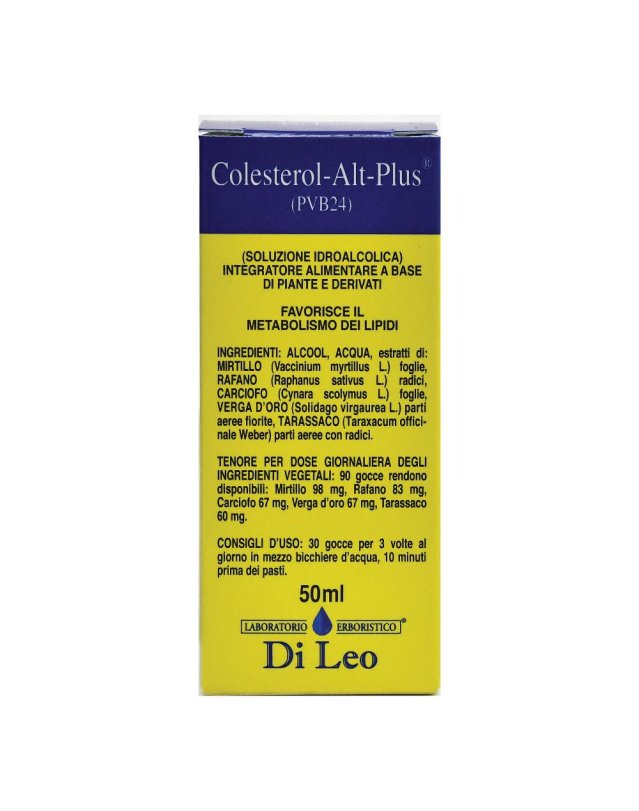 Colesterol-Alt-Plus®
(PVB24)
(SOLUZIONE IDROALCOLICA)
INTEGRATORE ALIMENTARE A BASE
DI PIANTE E DERIVATI
FAVORISCE IL
METABOLISMO DEI LIPIDI
INGREDIENTI: ALCOOL, ACQUA, estratti di:
MIRTILLO (Vaccinium myrtillus L.) foglie,
RAFANO (Raphanus sativus L.) radici,
CARCIOFO (Cynara scolymus L.) foglie,
VERGA D'ORO (Solidago virgaurea L.) parti
aeree fiorite, TARASSACO (Taraxacum offici-
nale Weber) parti aeree con radici.
TENORE PER DOSE GIORNALIERA DEGLI
INGREDIENTI VEGETALI: 90 gocce rendono
disponibili: Mirtillo 98 mg, Rafano 83 mg,
Carciofo 67 mg, Verga d'oro 67 mg, Tarassaco
60 mg.
CONSIGLI D'USO: 30 gocce per 3 volte al
giorno in mezzo bicchiere d'acqua, 10 minuti
prima dei pasti.
50ml
LABORATORIO ERBORISTICO®
Di Leo